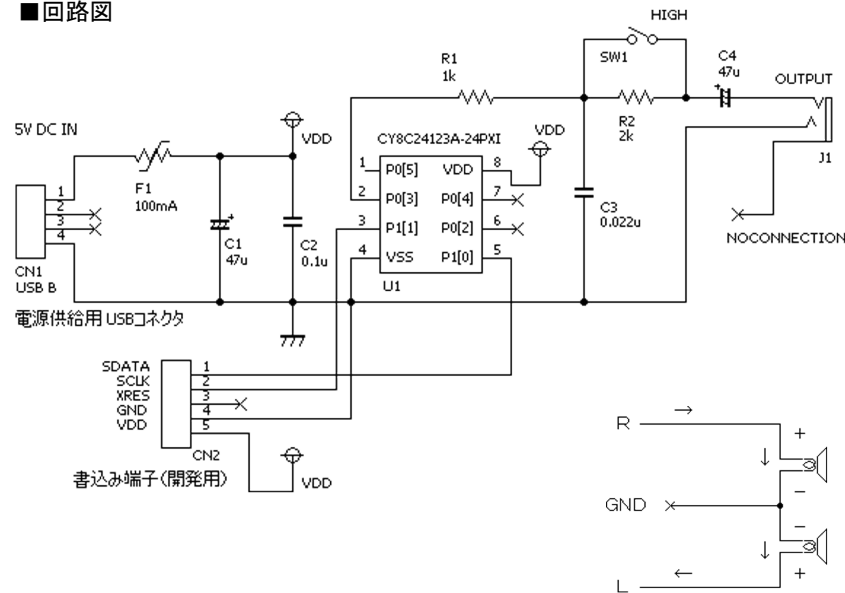 ■回路図
HIGH
SW1
C4
47u
R1
1k
OUTPUT
R2
2k
J1
5V DC IN
VDD
CY8C24123A-24PXI
VDD
F1
100mA
1
2
3
4
P0[5]
P0[3]
P1[1]
VSS
VDD
P0[4]
P0[2]
P1[0]
8
7
6
5
U1
C3
0.022u
NOCONNECTION
1
2
3
4
CN1
USB B
電源供給用 USBコネクタ
+
C1
47u
C2
0.1u
+
SDATA
SCLK
XRES
GND
VDD
1
2
3
4
5
CN2
書込み端子(開発用)
VDD
R
+
−
GND
−
+
L